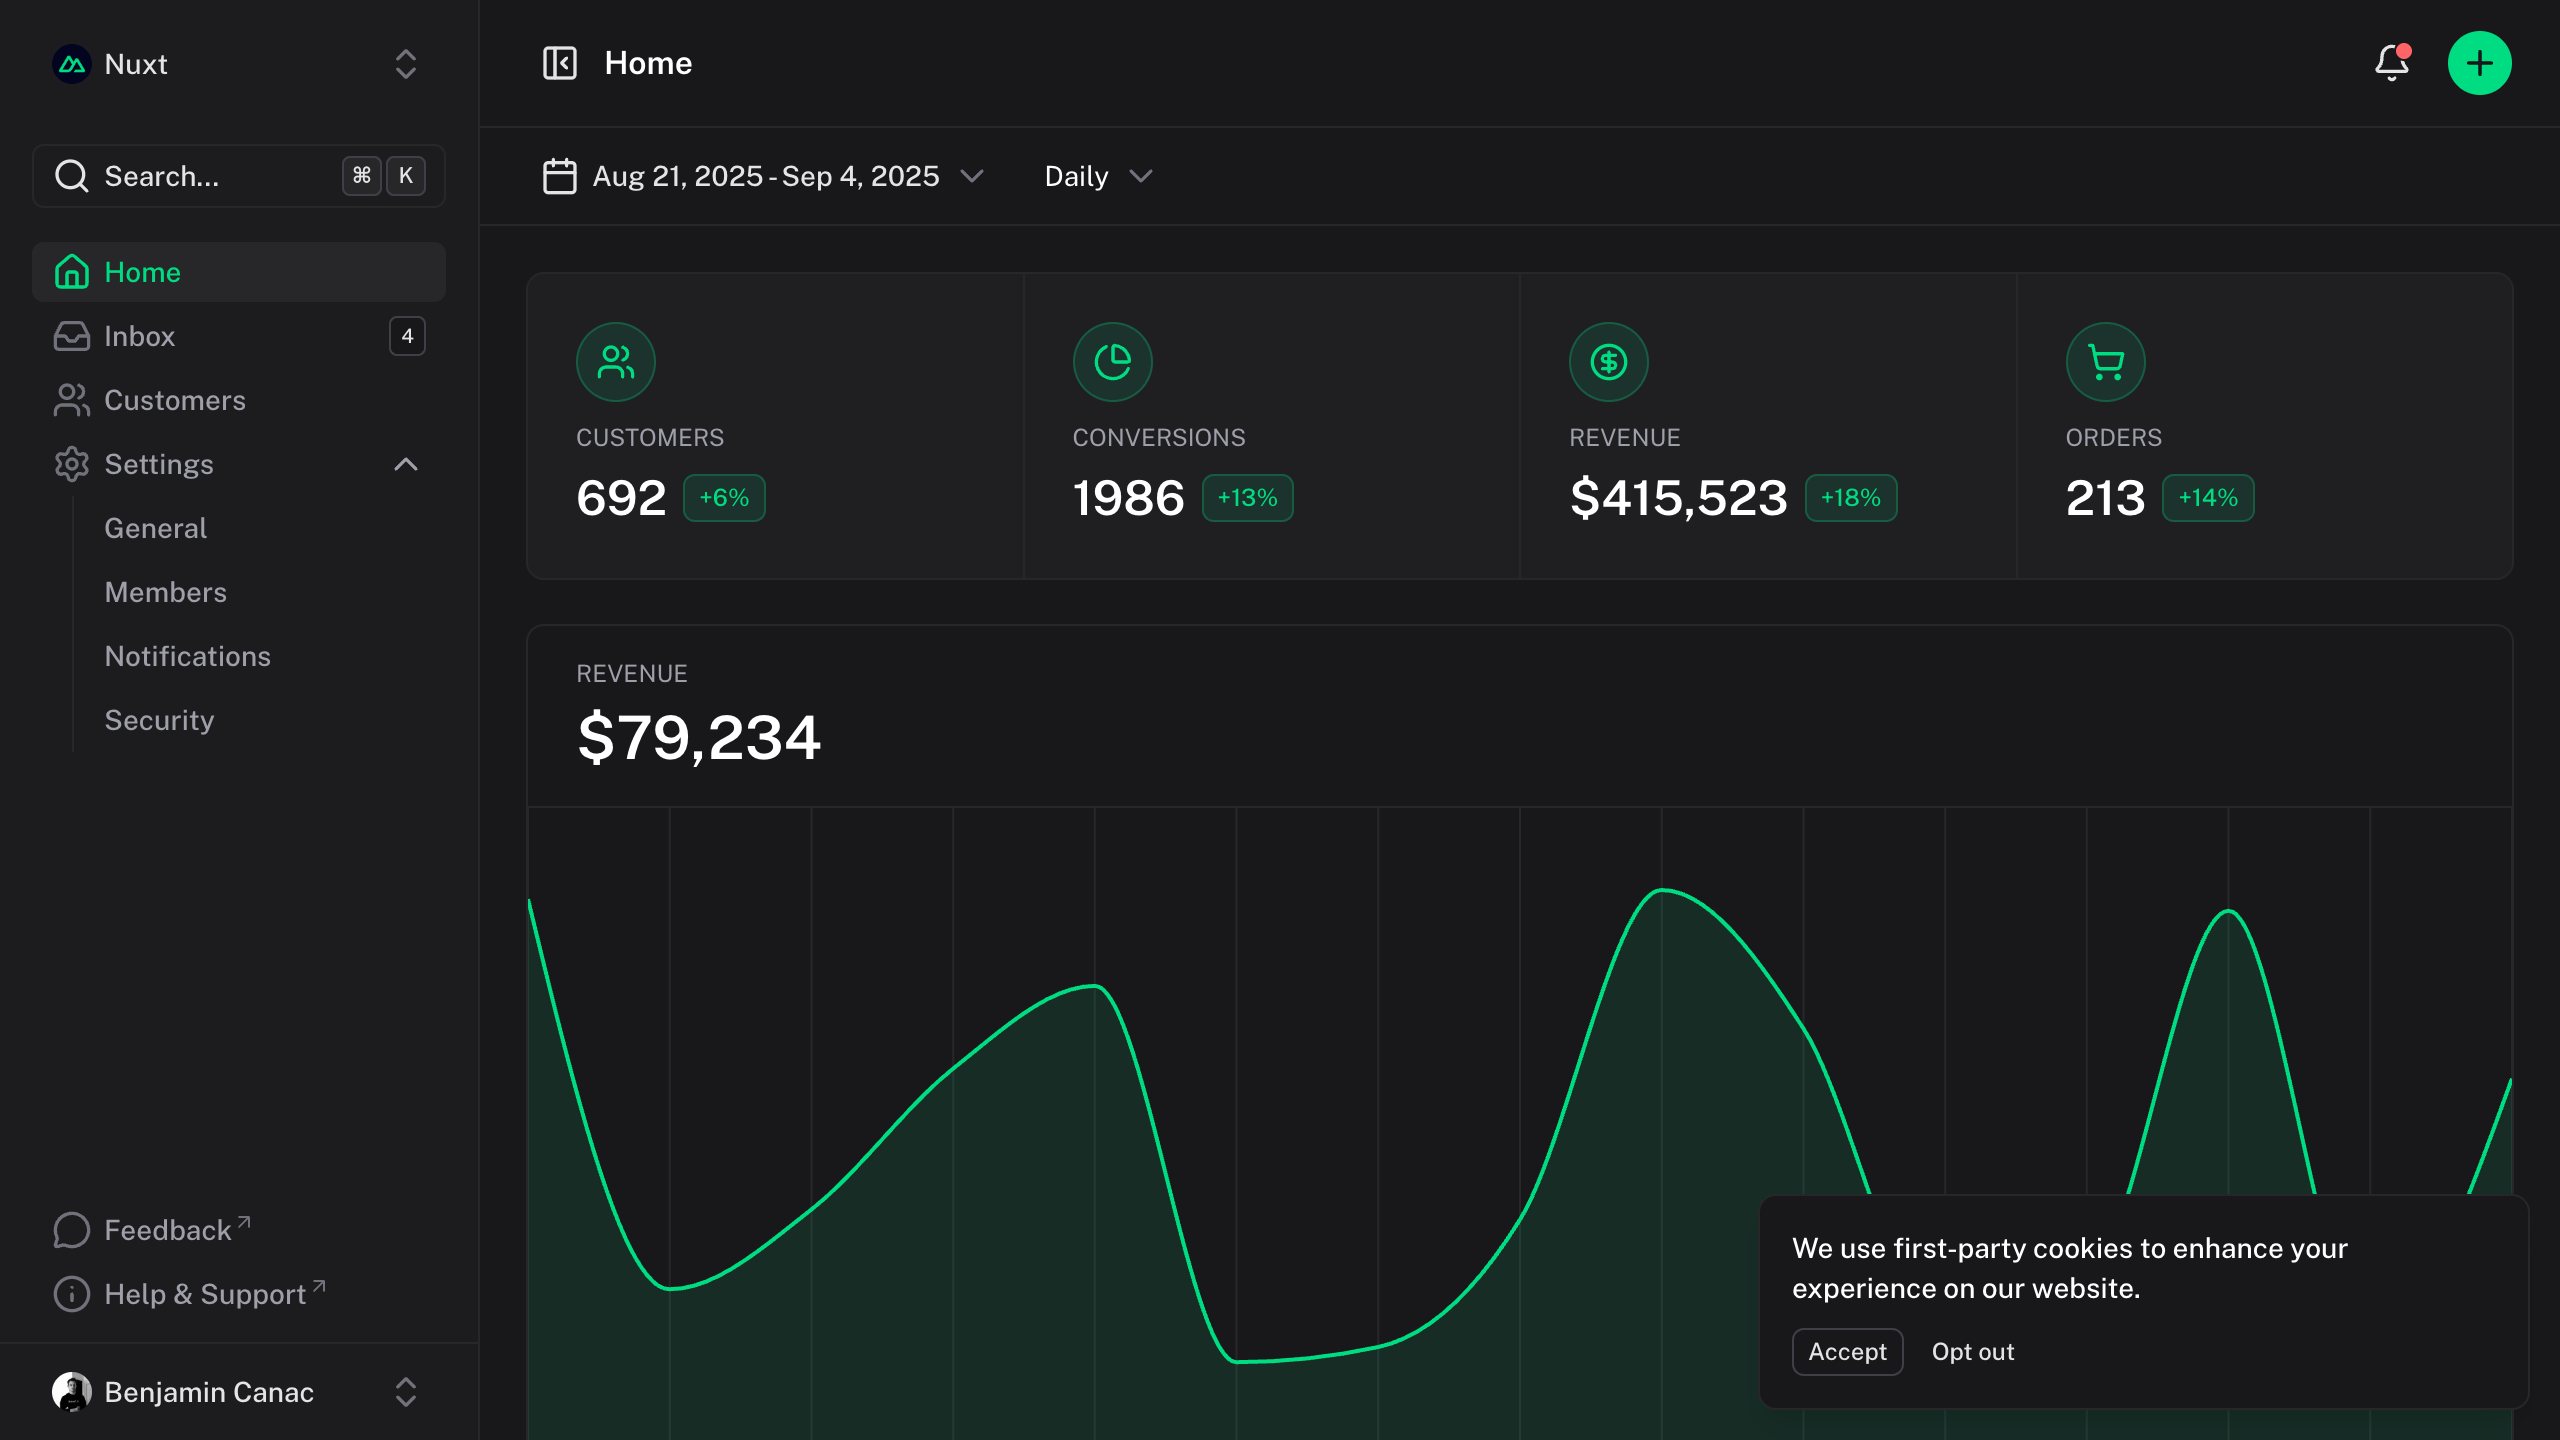 Nuxt
Search...
⌘ K
Home
Inbox
4
Customers
Settings
General
Members
Notifications
Security
Feedback
Help & Support
Benjamin Canac
Home
Aug 21, 2025 - Sep 4, 2025
Daily
CUSTOMERS
692 +6%
CONVERSIONS
1986 +13%
REVENUE
$415,523 +18%
ORDERS
213 +14%
REVENUE
$79,234
We use first-party cookies to enhance your
experience on our website.
Accept
Opt out